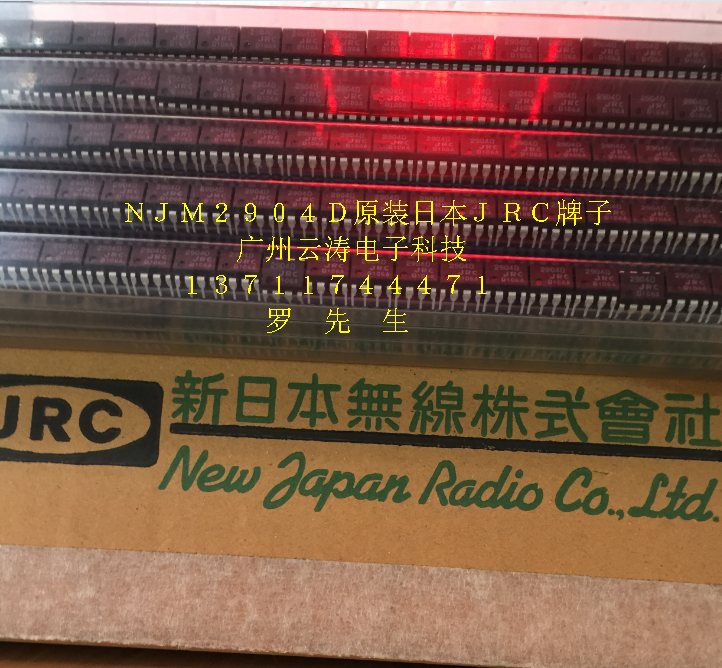 ＮＪＭ２９０４Ｄ原装日本ＪＲＣ牌子
广州云涛电子科技
１３７１１７４４４７１
罗 先 生
JRC 新日本無線株式會社
New Japan Radio Co., Ltd.